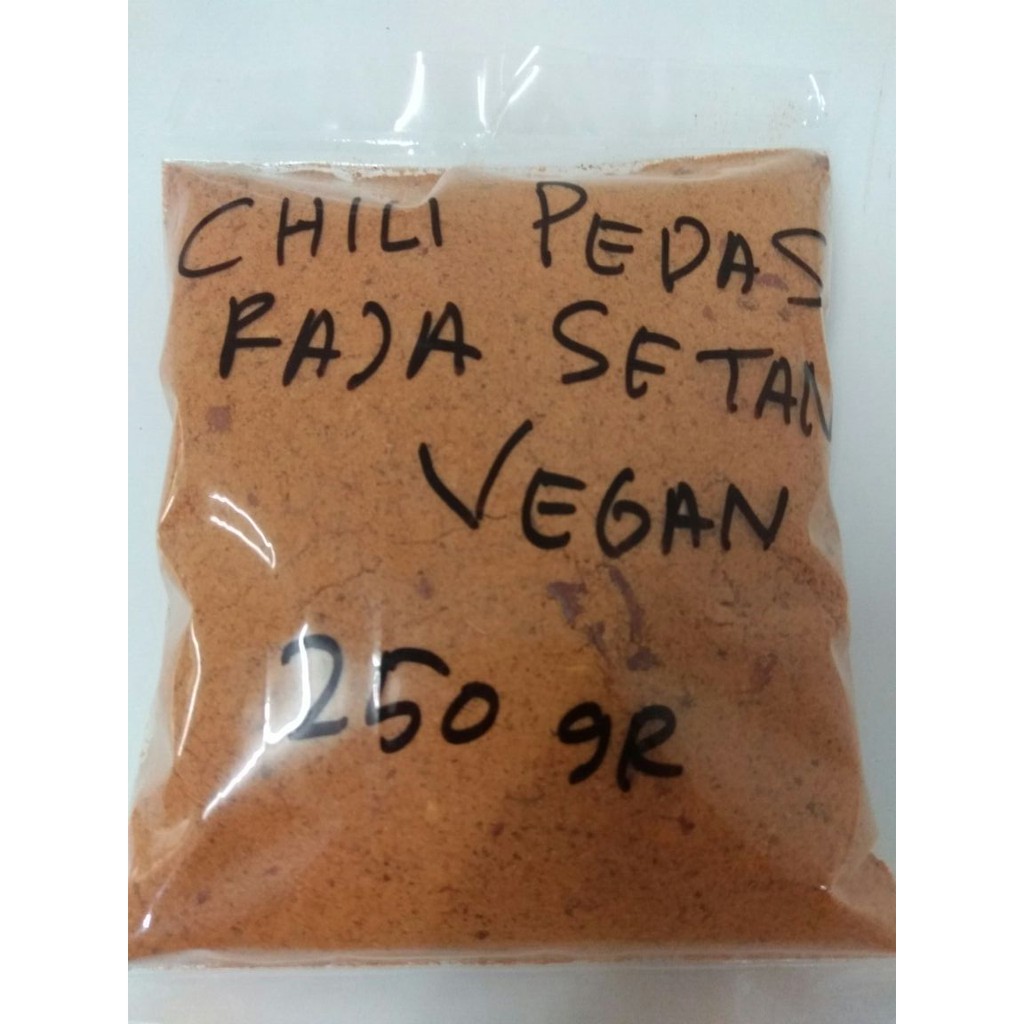 CHILI PEDAS
RAJA SETAN
VEGAN
250 gR